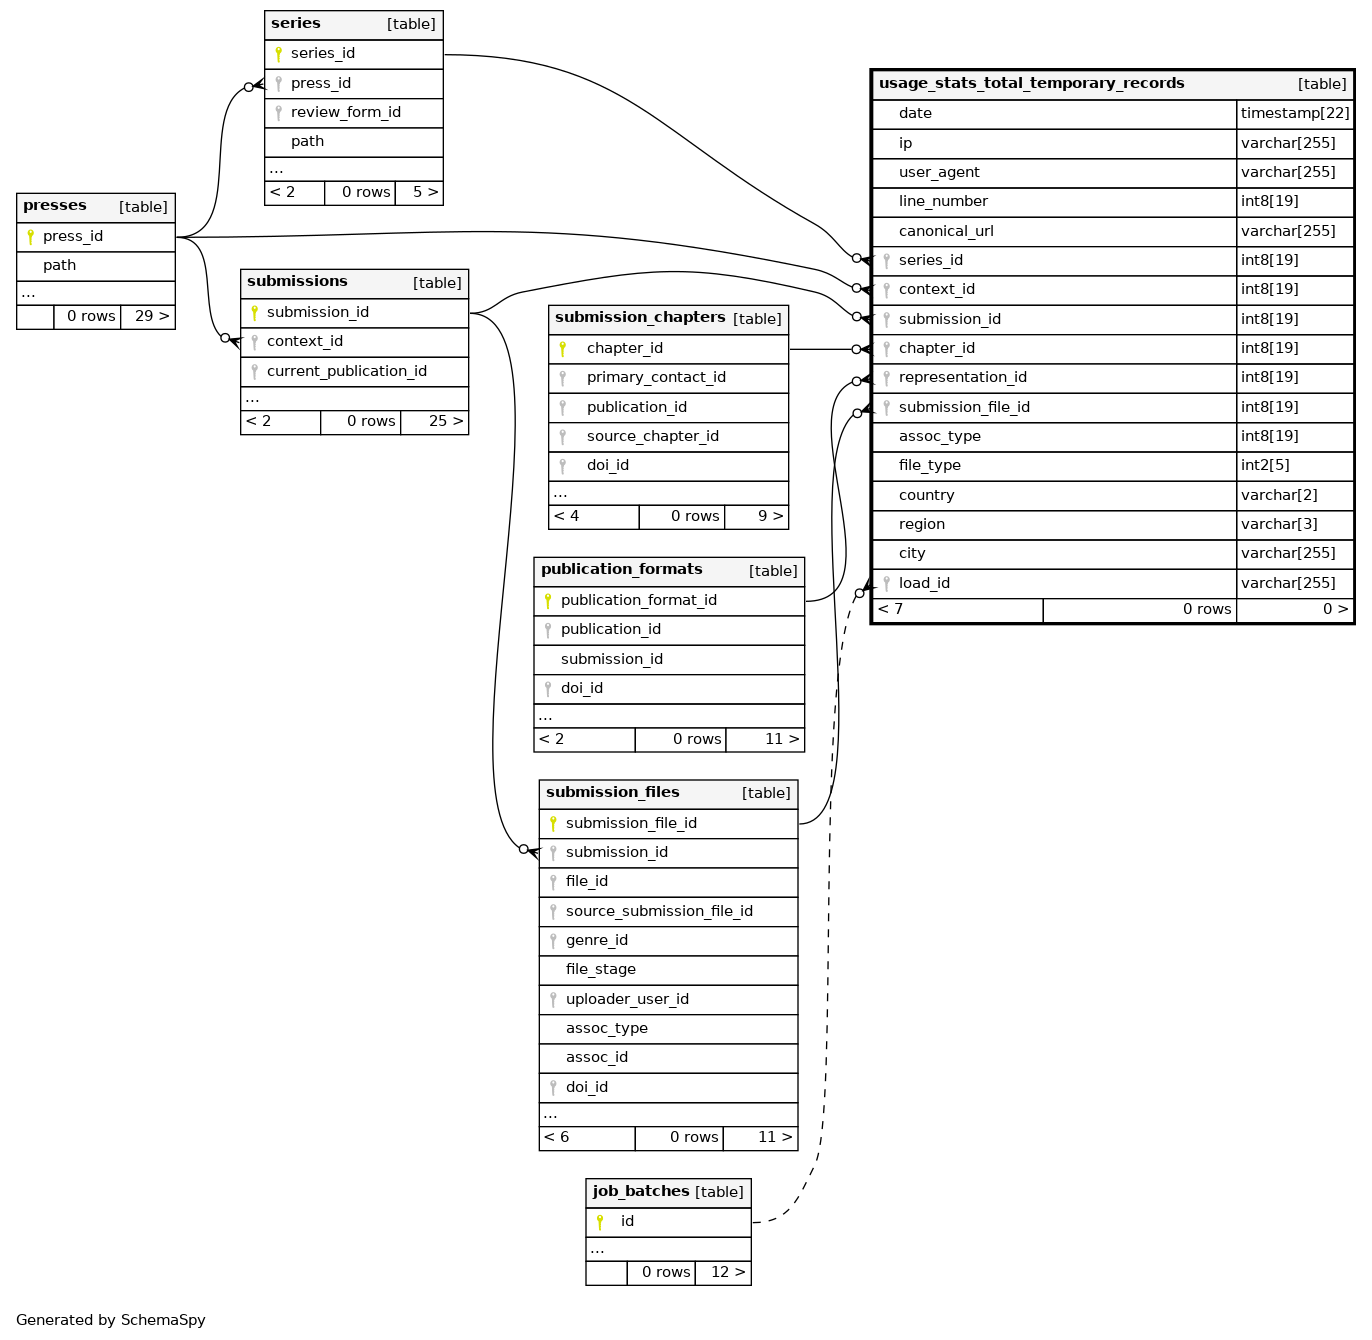 series [table]
series_id
press_id
review_form_id
path
...
< 2 0 rows 5 >
presses [table]
press_id
path
...
0 rows 29 >
submissions [table]
submission_id
context_id
current_publication_id
...
< 2 0 rows 25 >
submission_chapters [table]
chapter_id
primary_contact_id
publication_id
source_chapter_id
doi_id
...
< 4 0 rows 9 >
publication_formats [table]
publication_format_id
publication_id
submission_id
doi_id
...
< 2 0 rows 11 >
submission_files [table]
submission_file_id
submission_id
file_id
source_submission_file_id
genre_id
file_stage
uploader_user_id
assoc_type
assoc_id
doi_id
...
< 6 0 rows 11 >
job_batches [table]
id
...
0 rows 12 >
usage_stats_total_temporary_records [table]
date timestamp[22]
ip varchar[255]
user_agent varchar[255]
line_number int8[19]
canonical_url varchar[255]
series_id int8[19]
context_id int8[19]
submission_id int8[19]
chapter_id int8[19]
representation_id int8[19]
submission_file_id int8[19]
assoc_type int8[19]
file_type int2[5]
country varchar[2]
region varchar[3]
city varchar[255]
load_id varchar[255]
< 7 0 rows 0 >
Generated by SchemaSpy